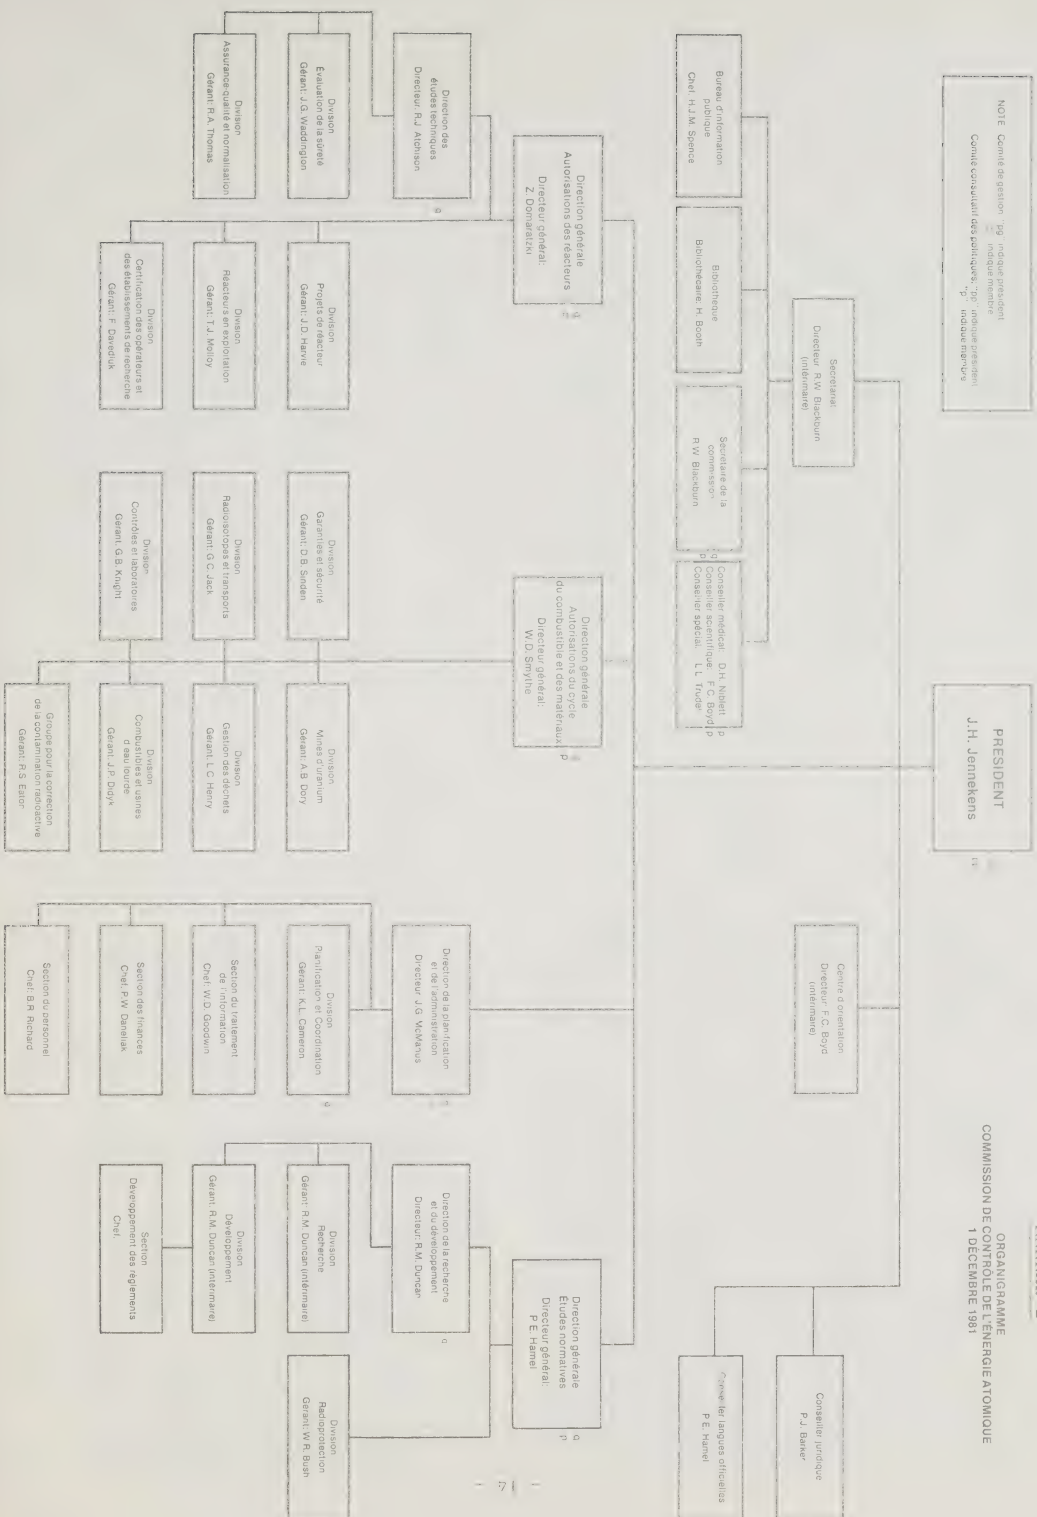 ORGANIGRAMME
COMMISSION DE CONTRÔLE DE L'ÉNERGIE ATOMIQUE
1 DÉCEMBRE 1981
NOTE Comité de gestion "pg" indique président
indique membre
Comité consultatif des politiques; "pp" indique président
"p" indique membre
PRÉSIDENT
J.H. Jennekens
Secrétariat
Directeur R.W. Blackburn
(intérimaire)
Centre d'orientation
Directeur F.C. Boyd
(intérimaire)
Conseiller juridique
P.J. Barker
Bureau d'information
publique
Chef H.J.M. Spence
Bibliothèque
Bibliothécaire: H. Booth
Secrétaire de la
commission
R.W. Blackburn
g
p
Conseiller médical: D.H. Niblett p
Conseiller scientifique: F.C. Boyd p
Conseiller spécial: L.L. Trudel p
Conseiller langues officielles
P.E. Hamel
Direction générale
Autorisations des réacteurs
Directeur général:
Z. Domaratzki
g
p
Direction générale
Autorisations du cycle
du combustible et des matériaux
Directeur général:
W.D. Smythe
g
p
Direction générale
Études normatives
Directeur général:
P.E. Hamel
g
p
Direction des
études techniques
Directeur: R.J. Atchison
g
Direction de la planification
et de l'administration
Directeur J.G. McManus
Direction de la recherche
et du développement
Directeur: R.M. Duncan
g
Division
Évaluation de la sûreté
Gérant: J.G. Waddington
Division
Projets de réacteur
Gérant: J.D. Harvie
Division
Garanties et sécurité
Gérant: D.B. Sinden
Division
Mines d'uranium
Gérant: A.B. Dory
Division
Planification et Coordination
Gérant: K.L. Cameron
g
Division
Recherche
Gérant: R.M. Duncan (intérimaire)
Division
Radioprotection
Gérant: W.R. Bush
Division
Assurance-qualité et normalisation
Gérant: R.A. Thomas
Division
Réacteurs en exploitation
Gérant: T.J. Molloy
Division
Radioisotopes et transports
Gérant: G.C. Jack
Division
Gestion des déchets
Gérant: L.C. Henry
Section du traitement
de l'information
Chef: W.D. Goodwin
Division
Développement
Gérant: R.M. Duncan (intérimaire)
Division
Certification des opérateurs et
des établissements de recherche
Gérant: F. Davediuk
Division
Contrôles et laboratoires
Gérant: G.B. Knight
Division
Combustibles et usines
d'eau lourde
Gérant: J.P. Didyk
Section des finances
Chef: P.W. Daneliak
Section
Développement des règlements
Chef:
Groupe pour la correction
de la contamination radioactive
Gérant: R.S. Eaton
Section du personnel
Chef: B.R. Richard
- 71 -